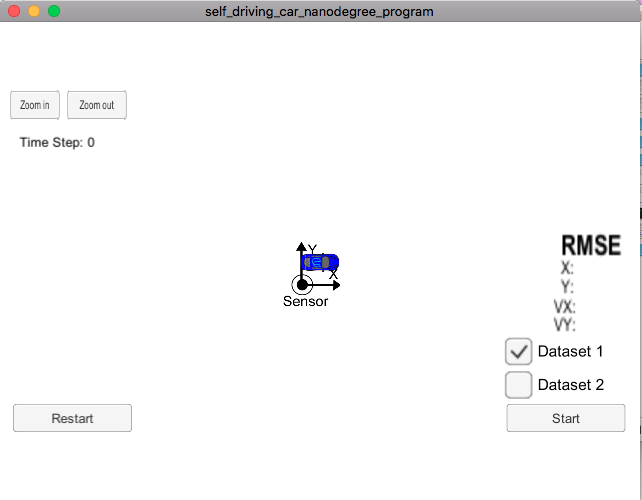 self_driving_car_nanodegree_program
Zoom in
Zoom out
Time Step: 0
Y
X
Sensor
RMSE
X:
Y:
VX:
VY:
Dataset 1
Dataset 2
Restart
Start